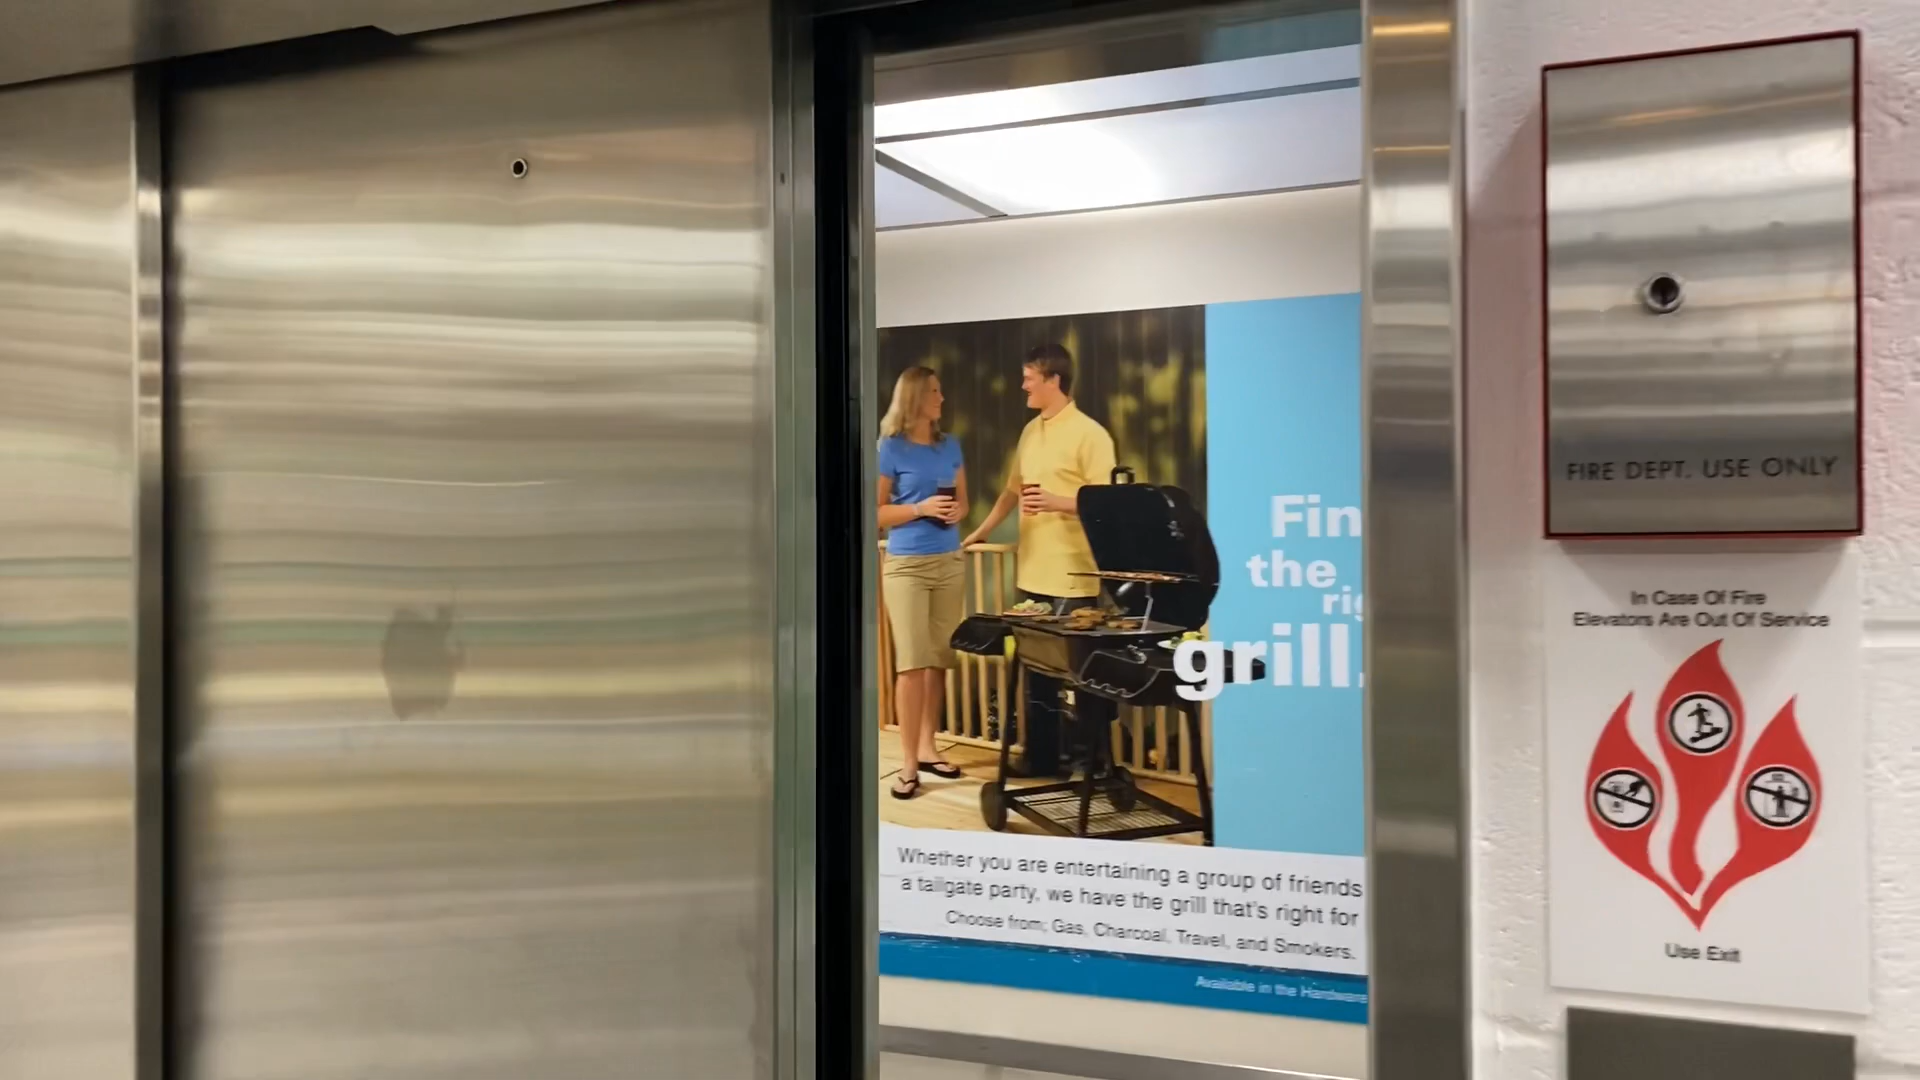 Fin
the
rig
grill.
Whether you are entertaining a group of friends
a tailgate party, we have the grill that's right for
Choose from; Gas, Charcoal, Travel, and Smokers.
Available in the Hardware
FIRE DEPT. USE ONLY
In Case Of Fire
Elevators Are Out Of Service
Use Exit